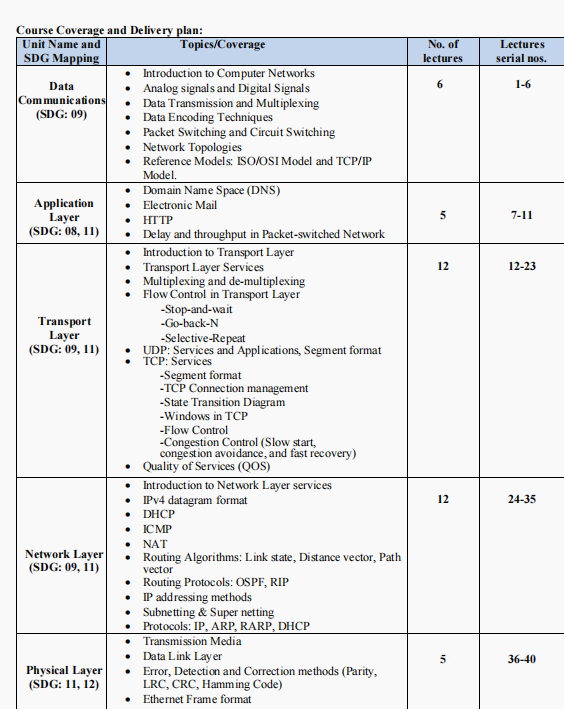 Course Coverage and Delivery plan:
Unit Name and SDG Mapping
Topics/Coverage
No. of lectures
Lectures serial nos.
Data Communications (SDG: 09)
• Introduction to Computer Networks
• Analog signals and Digital Signals
• Data Transmission and Multiplexing
• Data Encoding Techniques
• Packet Switching and Circuit Switching
• Network Topologies
• Reference Models: ISO/OSI Model and TCP/IP
Model.
6
1-6
Application Layer (SDG: 08, 11)
• Domain Name Space (DNS)
• Electronic Mail
• HTTP
• Delay and throughput in Packet-switched Network
5
7-11
Transport Layer (SDG: 09, 11)
• Introduction to Transport Layer
• Transport Layer Services
• Multiplexing and de-multiplexing
• Flow Control in Transport Layer
-Stop-and-wait
-Go-back-N
-Selective-Repeat
• UDP: Services and Applications, Segment format
• TCP: Services
-Segment format
-TCP Connection management
-State Transition Diagram
-Windows in TCP
-Flow Control
-Congestion Control (Slow start,
congestion avoidance, and fast recovery)
• Quality of Services (QOS)
12
12-23
Network Layer (SDG: 09, 11)
• Introduction to Network Layer services
• IPv4 datagram format
• DHCP
• ICMP
• NAT
• Routing Algorithms: Link state, Distance vector, Path
vector
• Routing Protocols: OSPF, RIP
• IP addressing methods
• Subnetting & Super netting
• Protocols: IP, ARP, RARP, DHCP
12
24-35
Physical Layer (SDG: 11, 12)
• Transmission Media
• Data Link Layer
• Error, Detection and Correction methods (Parity,
LRC, CRC, Hamming Code)
• Ethernet Frame format
5
36-40